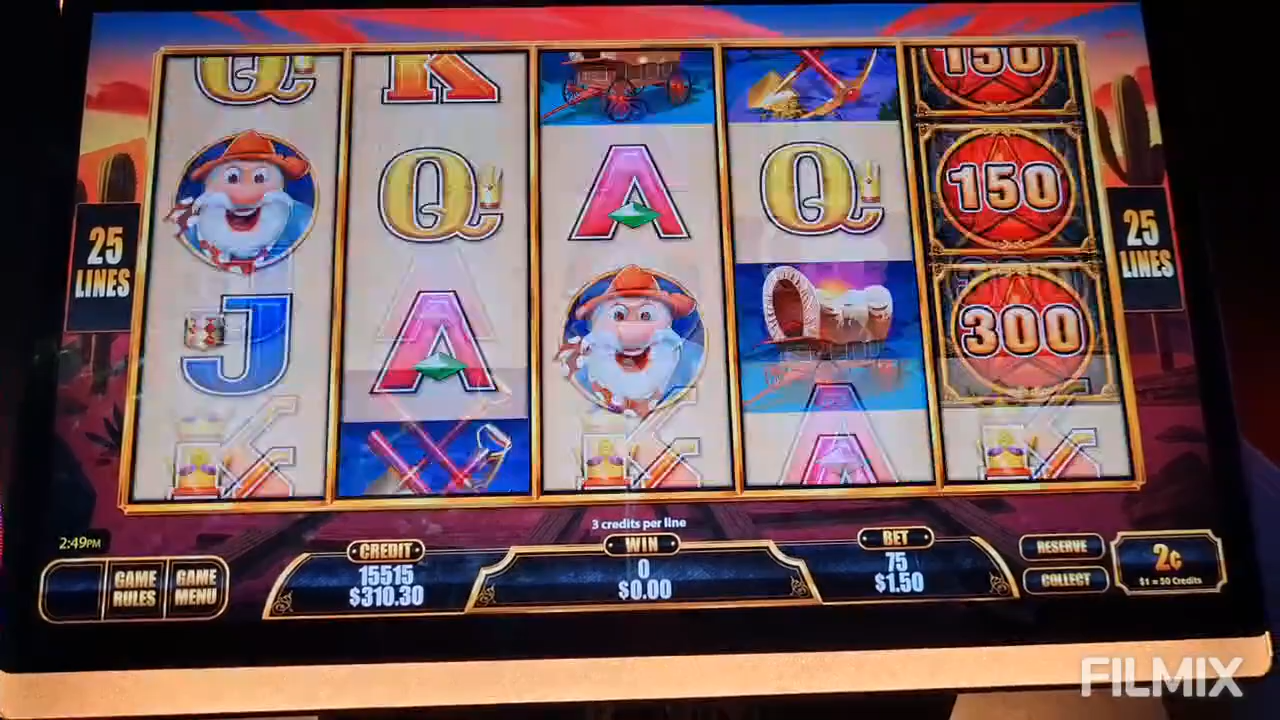 Q K 150
Q A Q 150
J A 300
K A K
25
LINES
25
LINES
3 credits per line
2:49PM
GAME
RULES
GAME
MENU
CREDIT
15515
$310.30
WIN
0
$0.00
BET
75
$1.50
RESERVE
COLLECT
2¢
$1 = 50 Credits
FILMIX